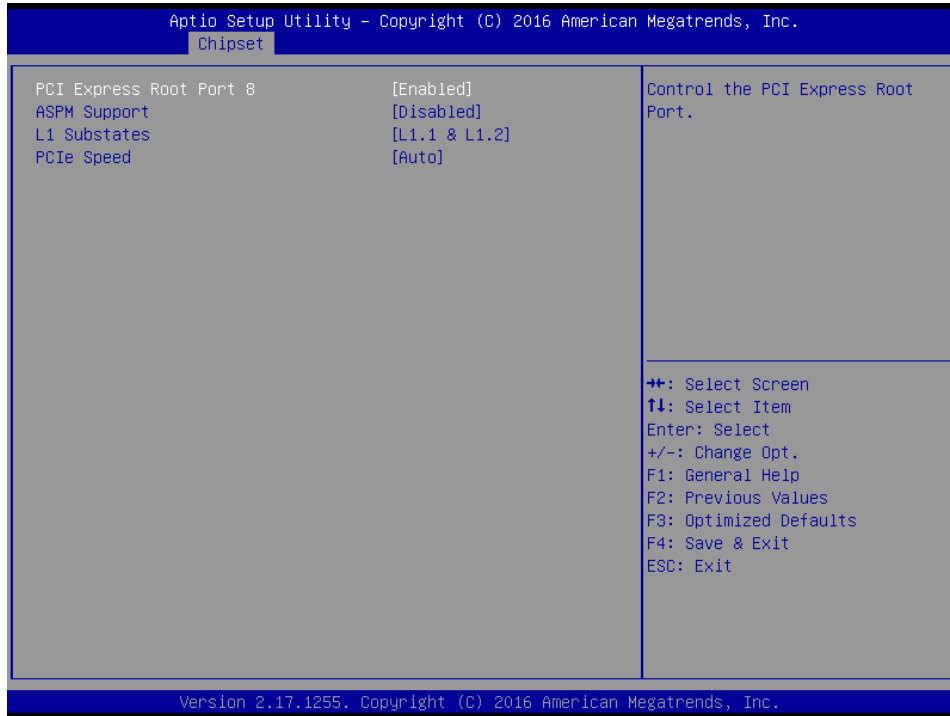 Aptio Setup Utility – Copyright (C) 2016 American Megatrends, Inc.
Chipset
PCI Express Root Port 8 [Enabled]
ASPM Support [Disabled]
L1 Substates [L1.1 & L1.2]
PCIe Speed [Auto]
Control the PCI Express Root
Port.
→←: Select Screen
↑↓: Select Item
Enter: Select
+/-: Change Opt.
F1: General Help
F2: Previous Values
F3: Optimized Defaults
F4: Save & Exit
ESC: Exit
Version 2.17.1255. Copyright (C) 2016 American Megatrends, Inc.